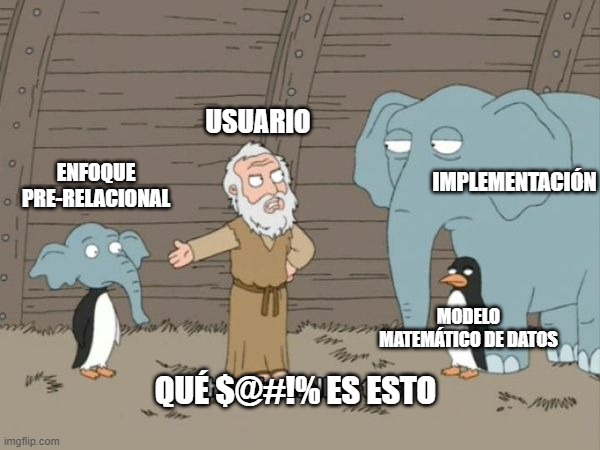 USUARIO
ENFOQUE
PRE-RELACIONAL
IMPLEMENTACIÓN
MODELO
MATEMÁTICO DE DATOS
QUÉ $@#!% ES ESTO
imgflip.com